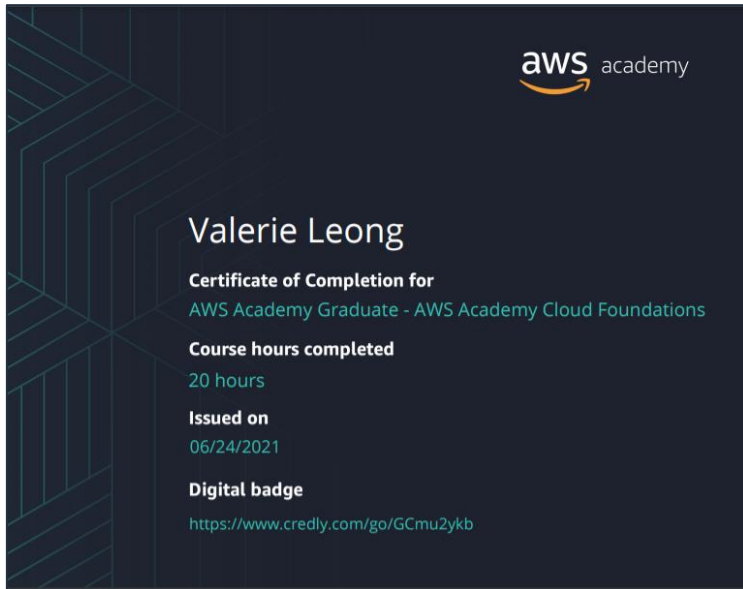 aws academy
Valerie Leong
Certificate of Completion for
AWS Academy Graduate - AWS Academy Cloud Foundations
Course hours completed
20 hours
Issued on
06/24/2021
Digital badge
https://www.credly.com/go/GCmu2ykb